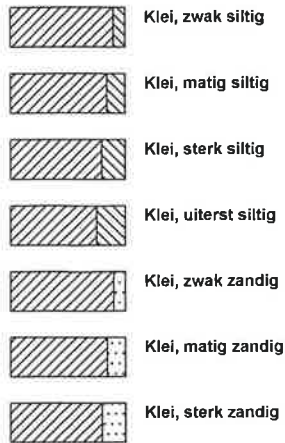 Klei, zwak siltig
Klei, matig siltig
Klei, sterk siltig
Klei, uiterst siltig
Klei, zwak zandig
Klei, matig zandig
Klei, sterk zandig